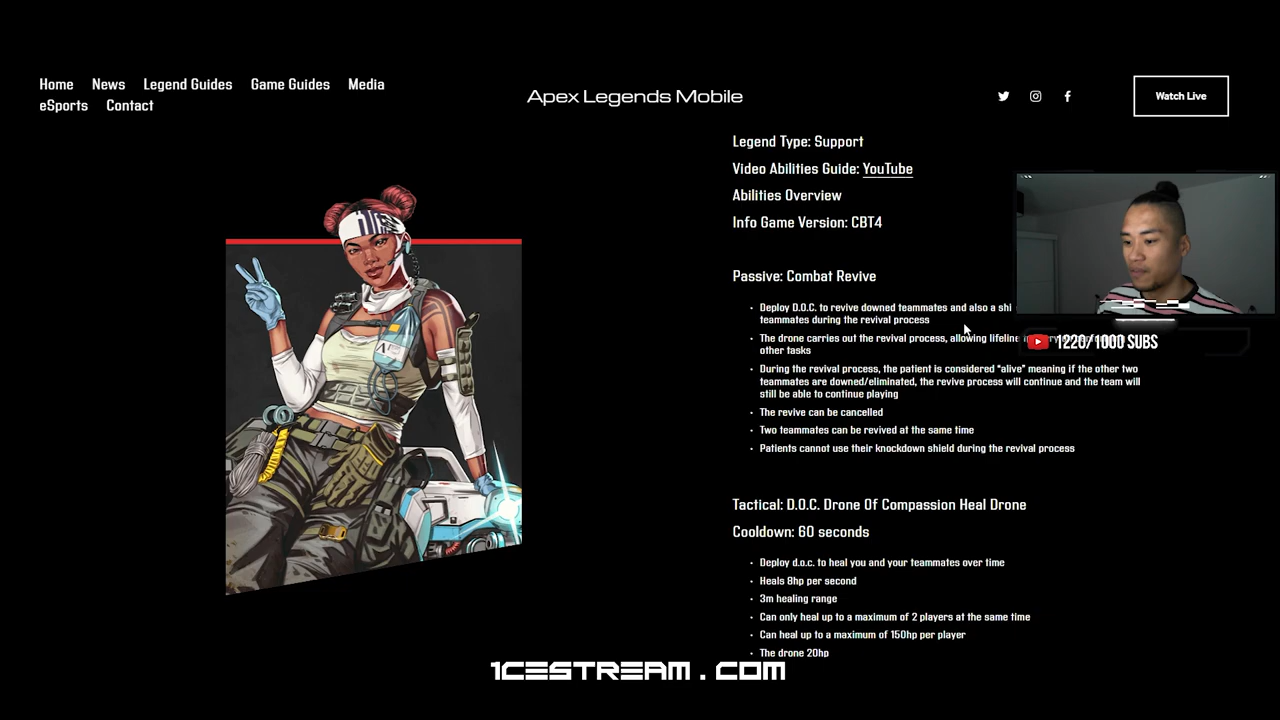 Home News Legend Guides Game Guides Media
eSports Contact
Apex Legends Mobile
Watch Live
Legend Type: Support
Video Abilities Guide: YouTube
Abilities Overview
Info Game Version: CBT4
Passive: Combat Revive
Deploy D.O.C. to revive downed teammates and also a shi
teammates during the revival process
The drone carries out the revival process, allowing lifeline
other tasks
1220/1000 SUBS
During the revival process, the patient is considered "alive" meaning if the other two
teammates are downed/eliminated, the revive process will continue and the team will
still be able to continue playing
The revive can be cancelled
Two teammates can be revived at the same time
Patients cannot use their knockdown shield during the revival process
Tactical: D.O.C. Drone Of Compassion Heal Drone
Cooldown: 60 seconds
Deploy d.o.c. to heal you and your teammates over time
Heals 8hp per second
3m healing range
Can only heal up to a maximum of 2 players at the same time
Can heal up to a maximum of 150hp per player
The drone 20hp
1CESTREAM.COM